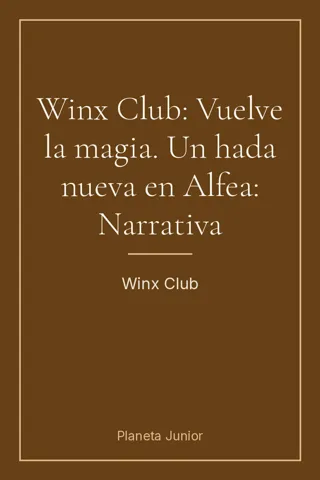 Winx Club: Vuelve
la magia. Un hada
nueva en Alfea:
Narrativa
Winx Club
Planeta Junior